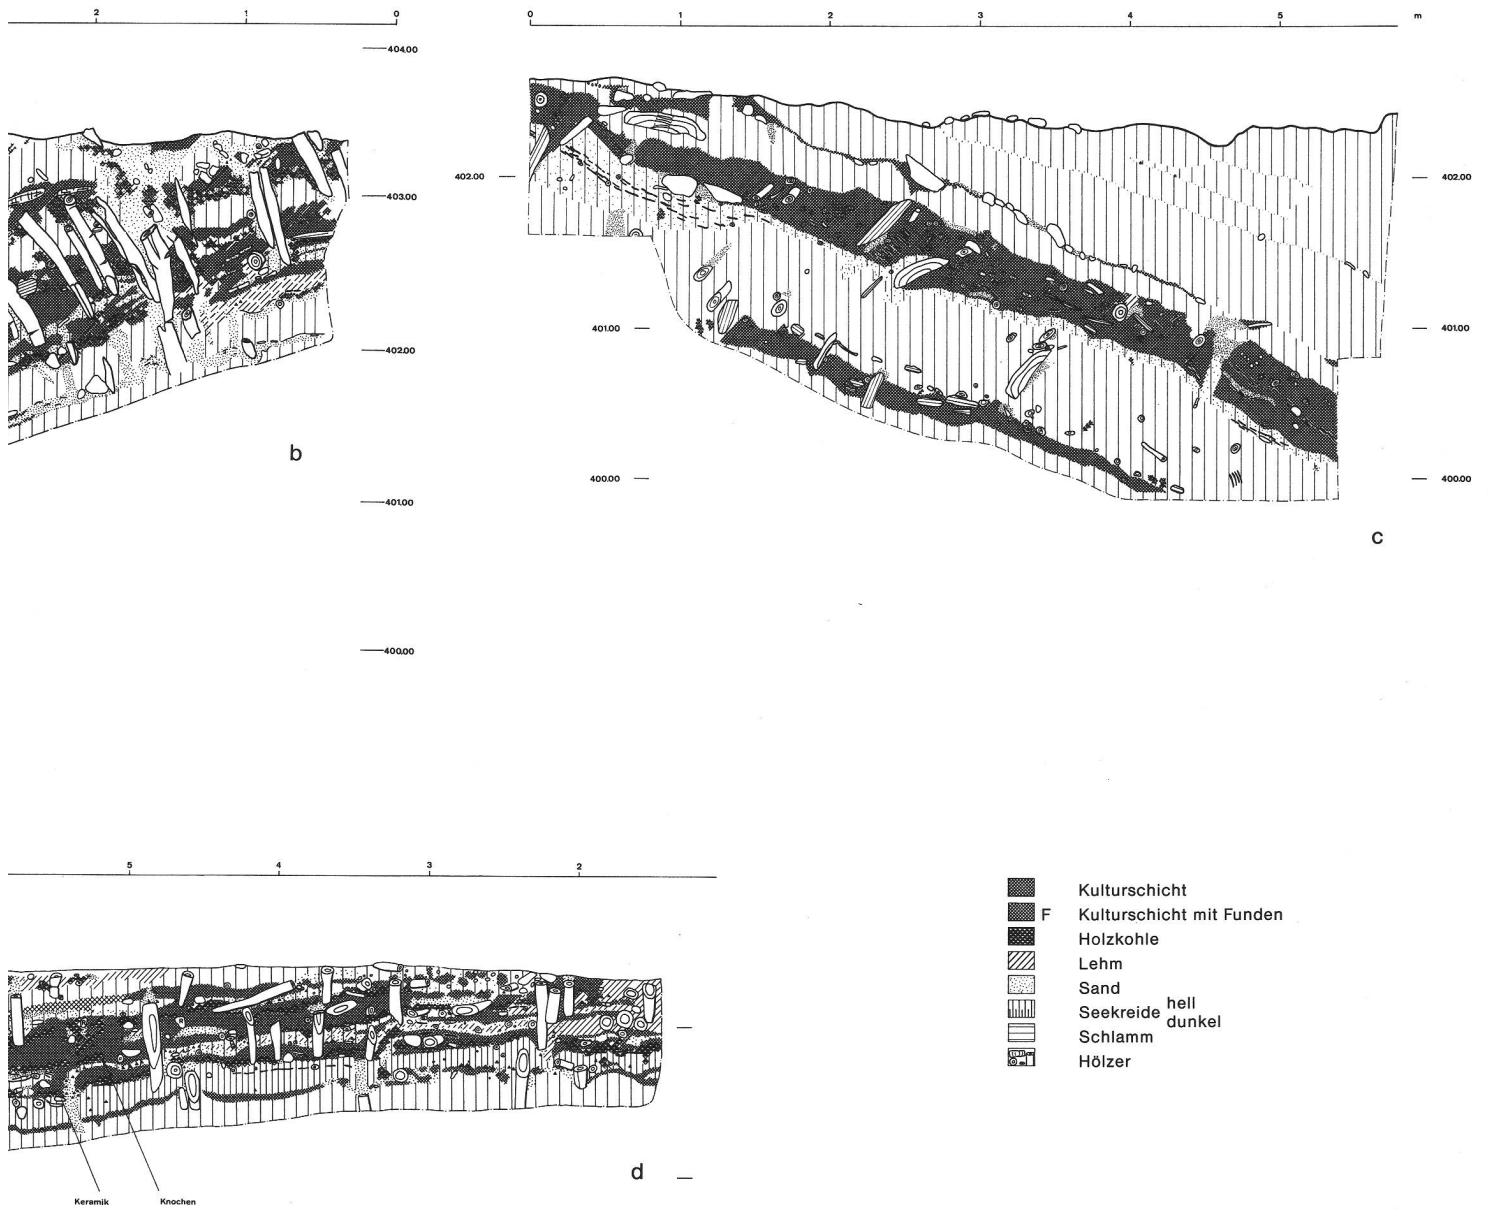 2 1 0
404.00
403.00
402.00
401.00
400.00
b
0 1 2 3 4 5 m
402.00 402.00
401.00 401.00
400.00 400.00
c
5 4 3 2
Keramik Knochen
d
Kulturschicht
F Kulturschicht mit Funden
Holzkohle
Lehm
Sand
Seekreide hell
dunkel
Schlamm
Hölzer